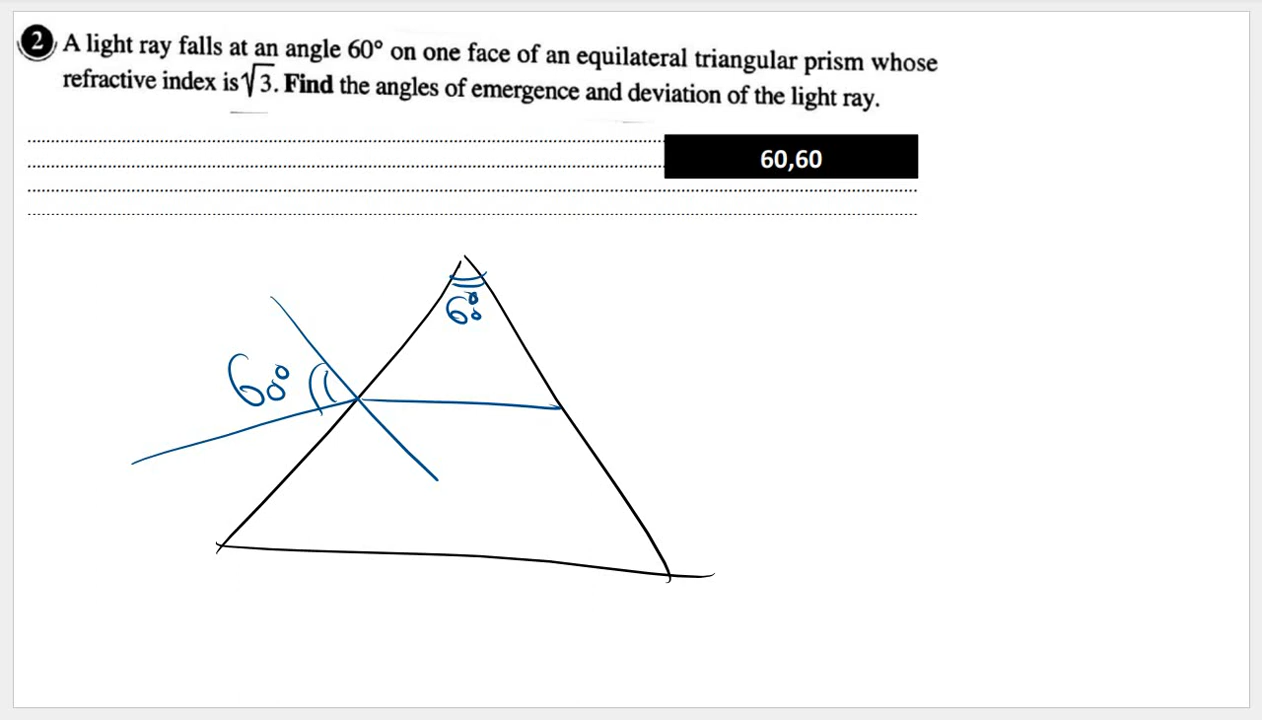 2 A light ray falls at an angle 60° on one face of an equilateral triangular prism whose
refractive index is √3. Find the angles of emergence and deviation of the light ray.
60,60
60°
60°